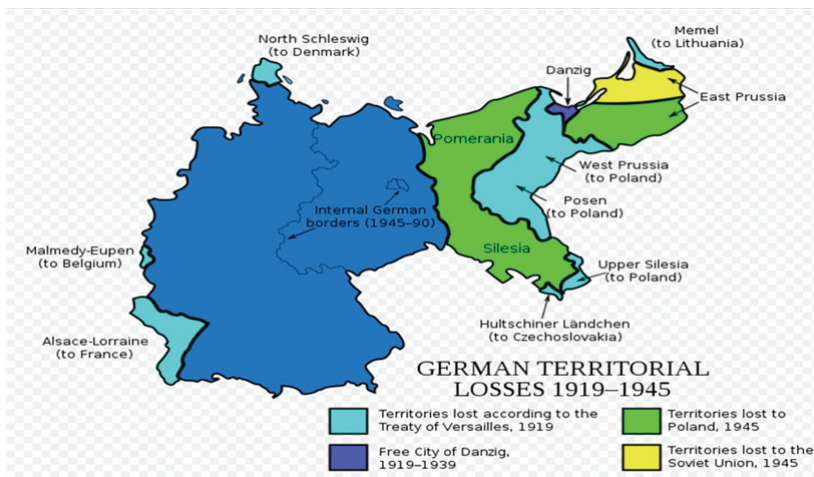 North Schleswig
(to Denmark)
Memel
(to Lithuania)
Danzig
East Prussia
Pomerania
West Prussia
(to Poland)
Posen
(to Poland)
Internal German
borders (1945–90)
Malmedy-Eupen
(to Belgium)
Silesia
Upper Silesia
(to Poland)
Hultschiner Ländchen
(to Czechoslovakia)
Alsace-Lorraine
(to France)
GERMAN TERRITORIAL
LOSSES 1919–1945
Territories lost according to the
Treaty of Versailles, 1919
Territories lost to
Poland, 1945
Free City of Danzig,
1919–1939
Territories lost to the
Soviet Union, 1945